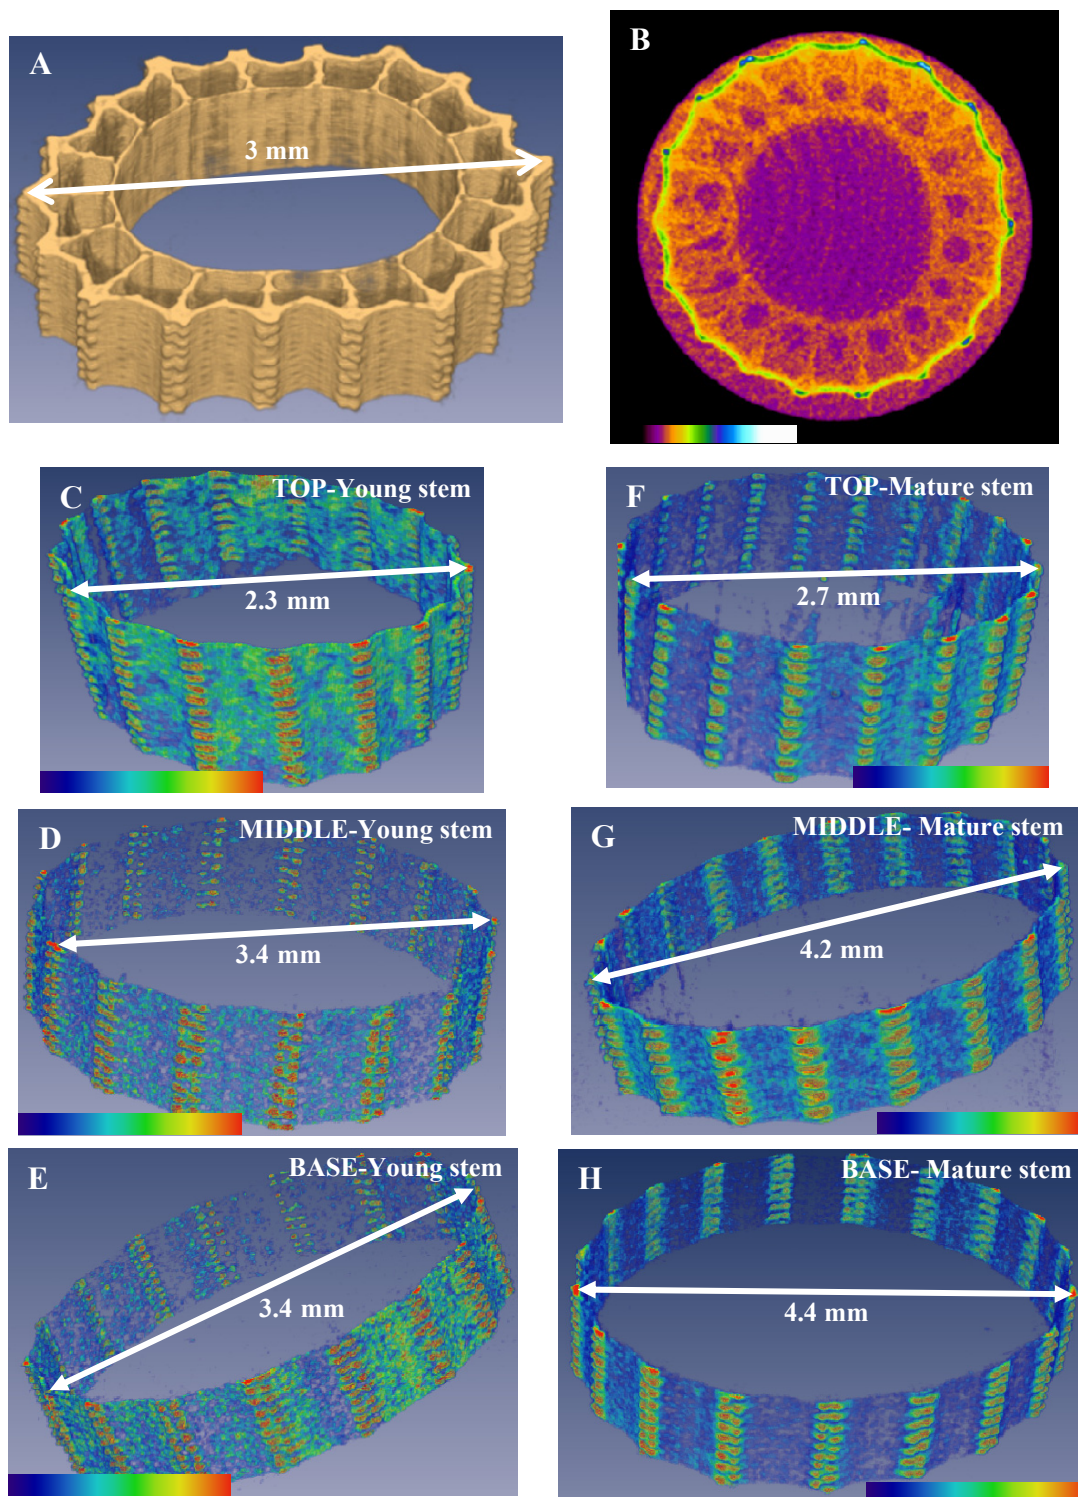 A
3 mm
B
C
TOP-Young stem
2.3 mm
F
TOP-Mature stem
2.7 mm
D
MIDDLE-Young stem
3.4 mm
G
MIDDLE- Mature stem
4.2 mm
E
BASE-Young stem
3.4 mm
H
BASE- Mature stem
4.4 mm